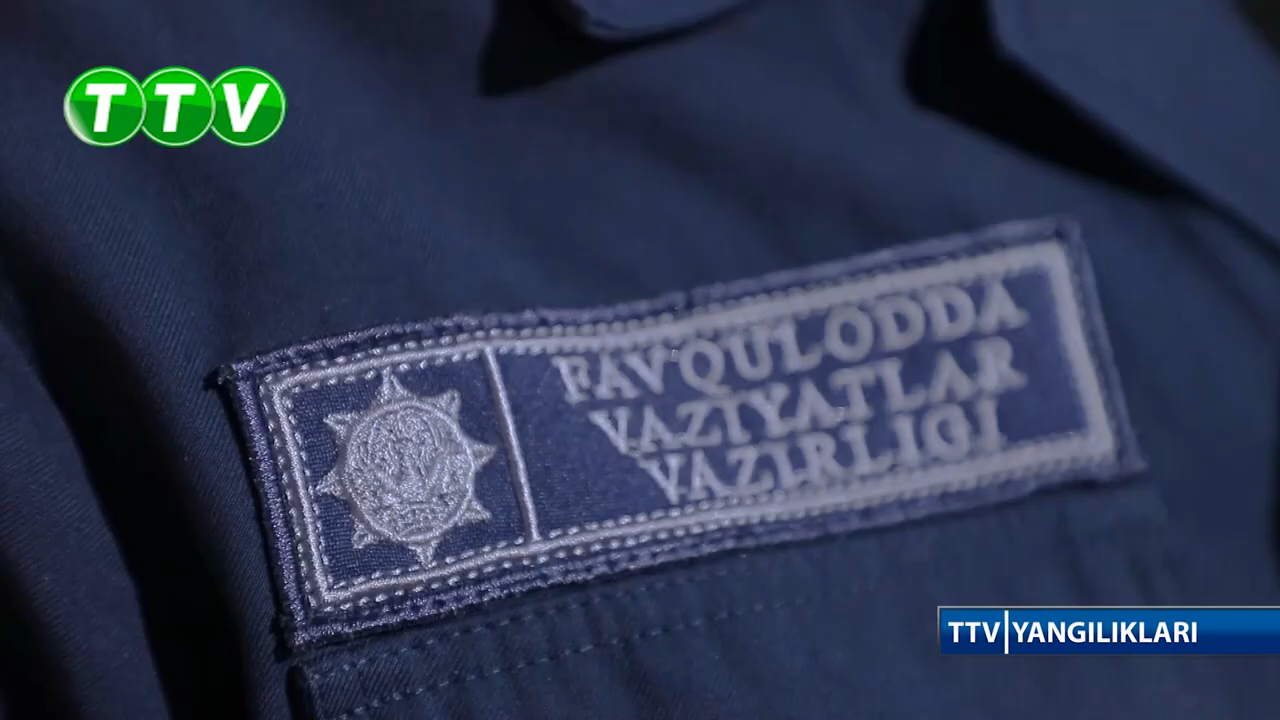 TTV
FAVQULODDA
VAZIYATLAR
VAZIRLIGI
TTV YANGILIKLARI